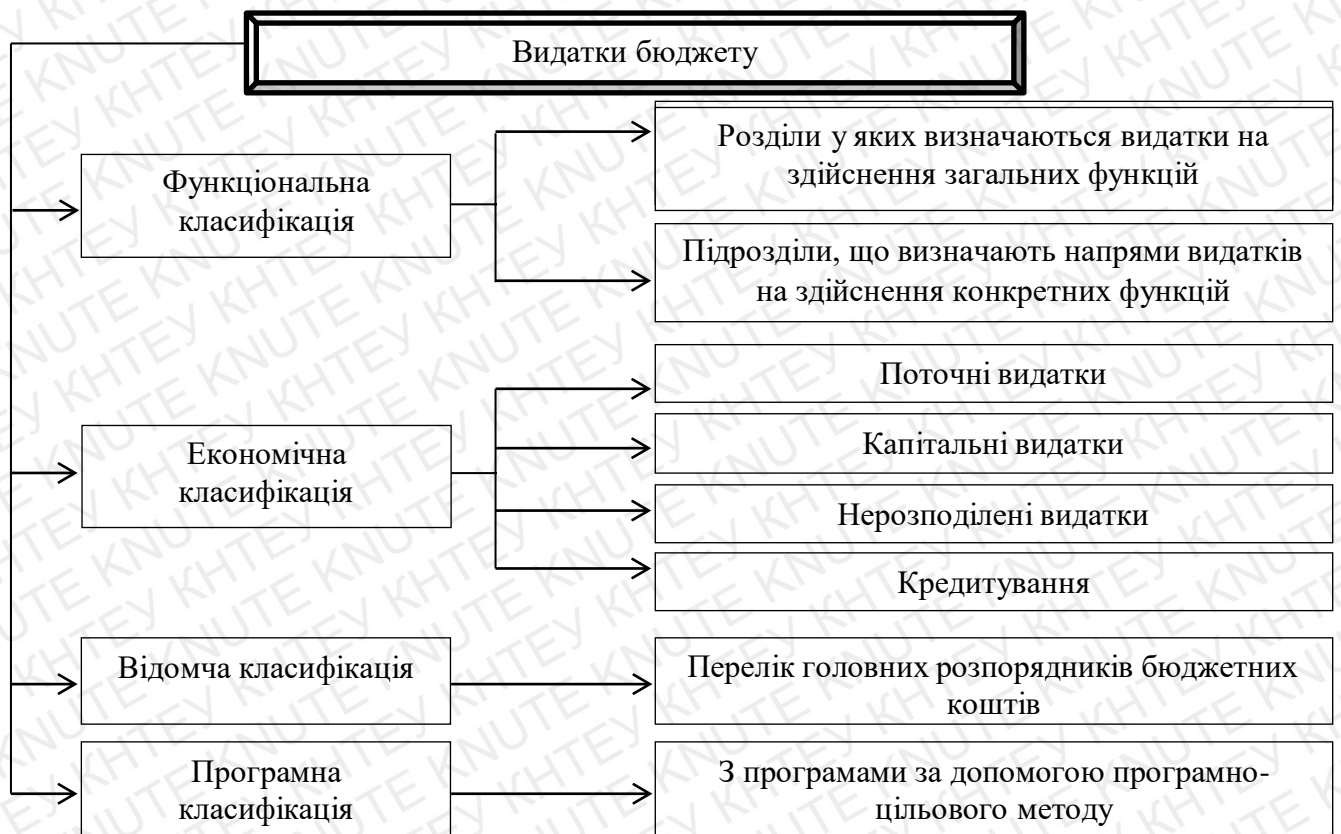 Видатки бюджету
Розділи у яких визначаються видатки на
здійснення загальних функцій
Функціональна
класифікація
Підрозділи, що визначають напрями видатків
на здійснення конкретних функцій
Поточні видатки
Капітальні видатки
Економічна
класифікація
Нерозподілені видатки
Кредитування
Відомча класифікація
Перелік головних розпорядників бюджетних
коштів
Програмна
класифікація
З програмами за допомогою програмно-
цільового методу